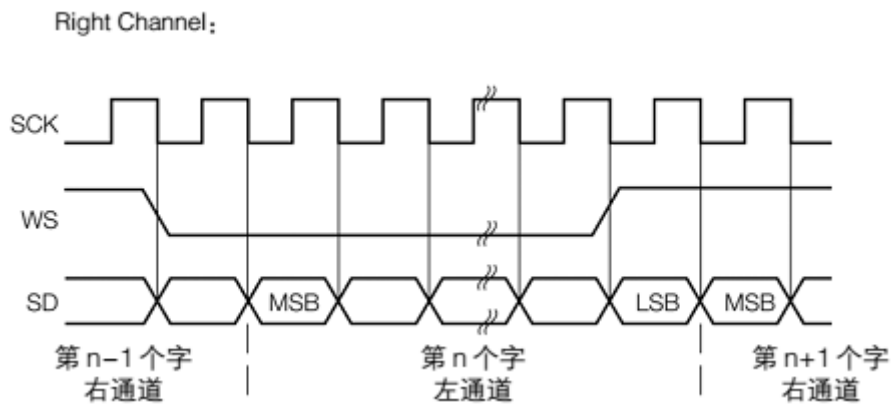 Right Channel：
SCK
WS
SD
MSB
LSB
MSB
第 n−1 个字
右通道
第 n 个字
左通道
第 n+1 个字
右通道